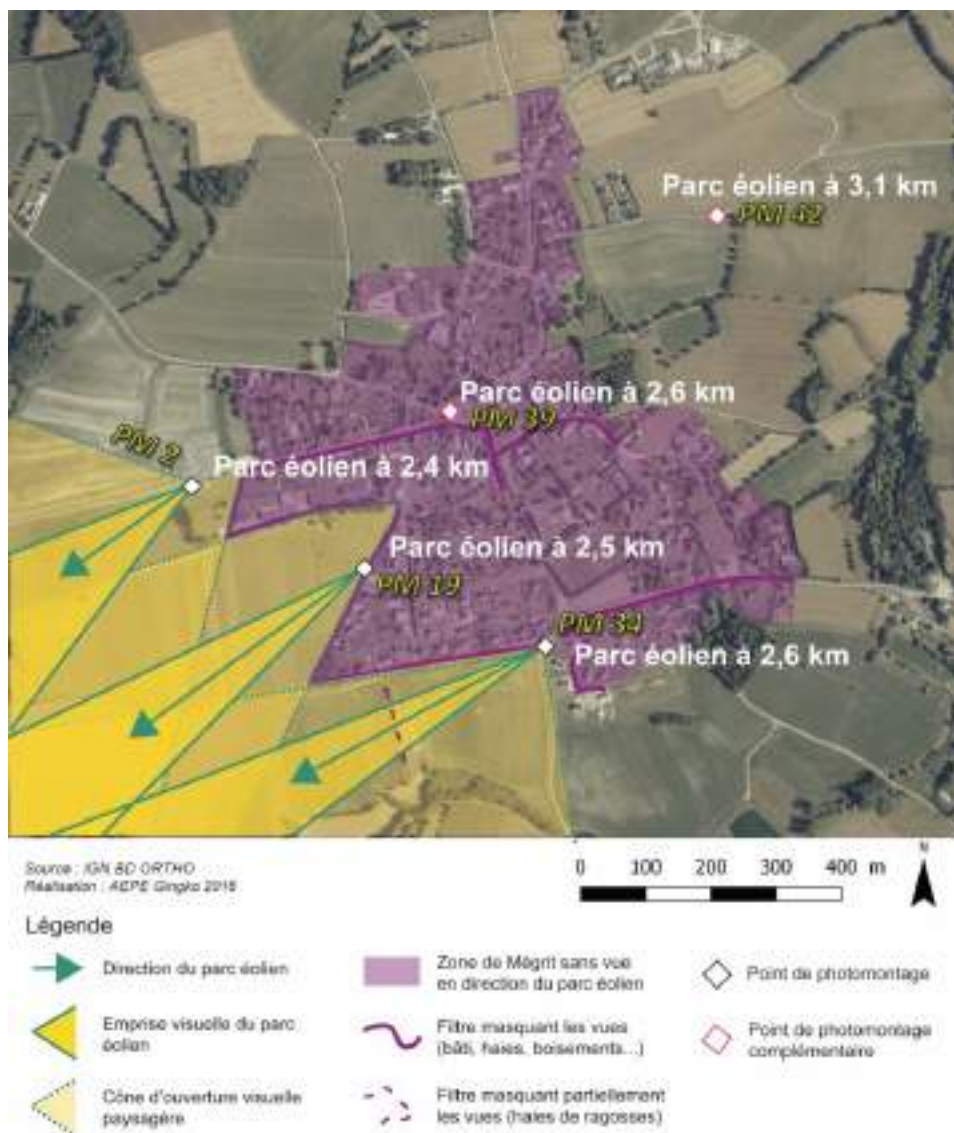 Parc éolien à 3,1 km
PM 42
Parc éolien à 2,6 km
PM 39
PM 2
Parc éolien à 2,4 km
Parc éolien à 2,5 km
PM 19
PM 34
Parc éolien à 2,6 km
Source : IGN BD ORTHO
Réalisation : AEPE Gingko 2016
0 100 200 300 400 m
N
Légende
Direction du parc éolien
Emprise visuelle du parc
éolien
Cône d'ouverture visuelle
paysagère
Zone de Mégrit sans vue
en direction du parc éolien
Filtre masquant les vues
(bâti, haies, boisements...)
Filtre masquant partiellement
les vues (haies de ragosses)
Point de photomontage
Point de photomontage
complémentaire